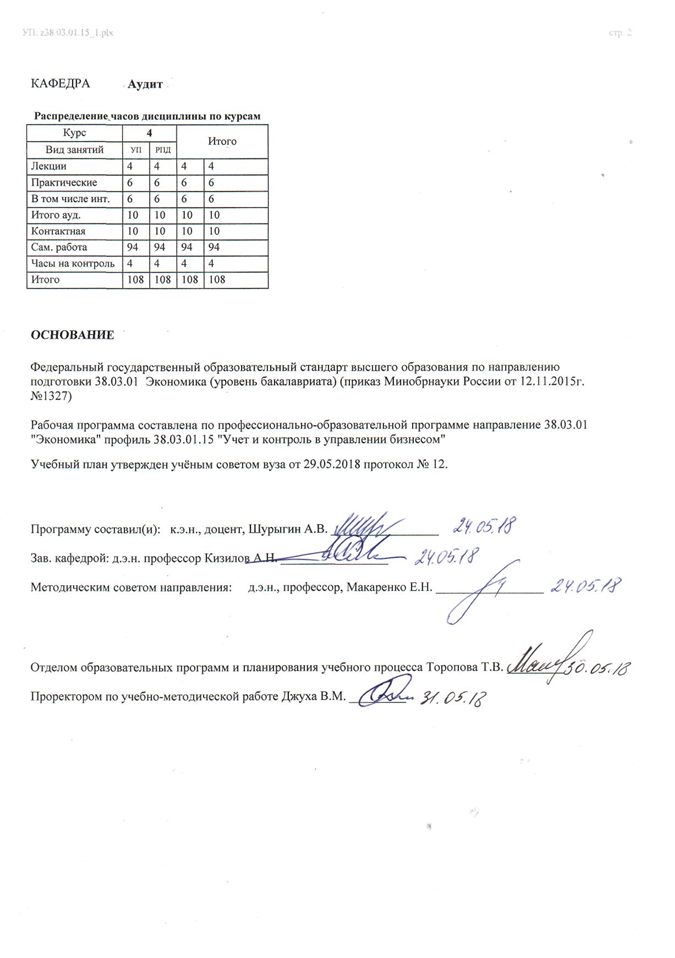 УП: z38.03.01.15_1.plx стр. 2
КАФЕДРА Аудит
Распределение часов дисциплины по курсам
Курс 4 Итого
Вид занятий УП РПД
Лекции 4 4 4 4
Практические 6 6 6 6
В том числе инт. 6 6 6 6
Итого ауд. 10 10 10 10
Контактная 10 10 10 10
Сам. работа 94 94 94 94
Часы на контроль 4 4 4 4
Итого 108 108 108 108
ОСНОВАНИЕ
Федеральный государственный образовательный стандарт высшего образования по направлению
подготовки 38.03.01 Экономика (уровень бакалавриата) (приказ Минобрнауки России от 12.11.2015г.
№1327)
Рабочая программа составлена по профессионально-образовательной программе направление 38.03.01
"Экономика" профиль 38.03.01.15 "Учет и контроль в управлении бизнесом"
Учебный план утвержден учёным советом вуза от 29.05.2018 протокол № 12.
Программу составил(и): к.э.н., доцент, Шурыгин А.В. 24.05.18
Зав. кафедрой: д.э.н. профессор Кизилов А.Н. 24.05.18
Методическим советом направления: д.э.н., профессор, Макаренко Е.Н. 24.05.18
Отделом образовательных программ и планирования учебного процесса Торопова Т.В. 30.05.18
Проректором по учебно-методической работе Джуха В.М. 31.05.18